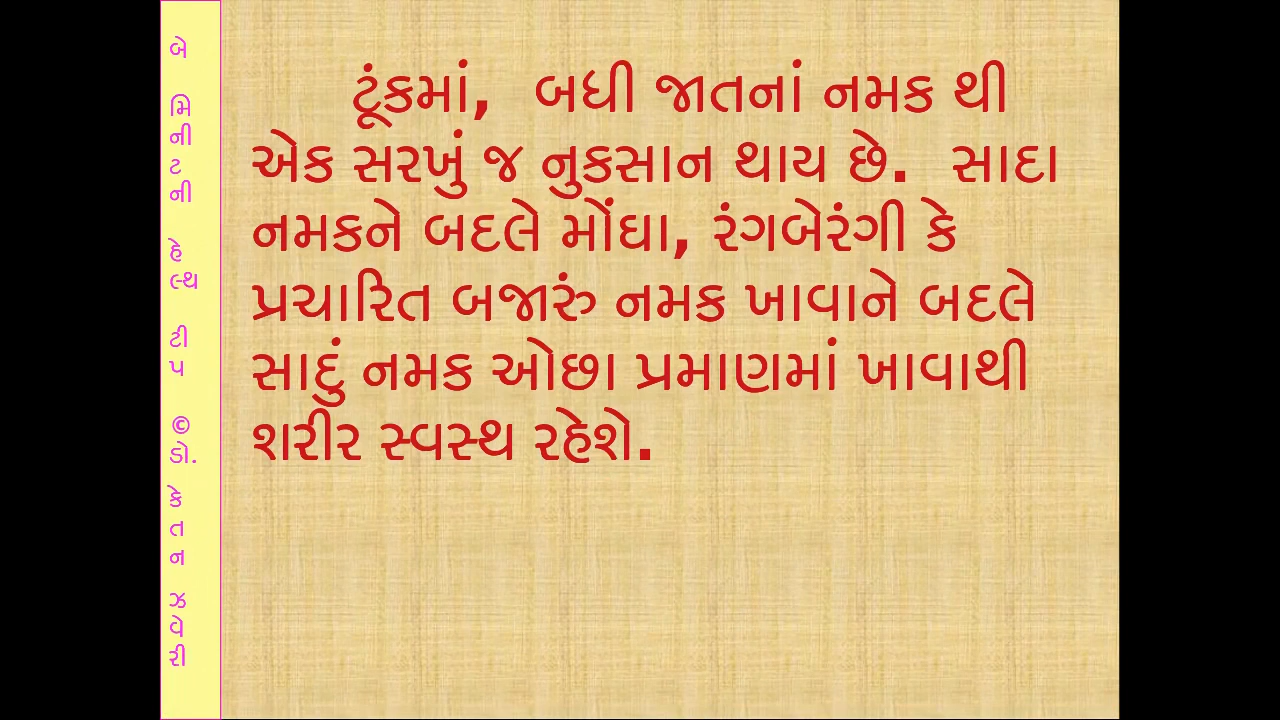 બે મિનીટની હેલ્થ ટીપ © ડો. કેતન ઝવેરી
ટૂંકમાં, બધી જાતનાં નમક થી
એક સરખું જ નુકસાન થાય છે. સાદા
નમકને બદલે મોંઘા, રંગબેરંગી કે
પ્રચારિત બજારું નમક ખાવાને બદલે
સાદું નમક ઓછા પ્રમાણમાં ખાવાથી
શરીર સ્વસ્થ રહેશે.